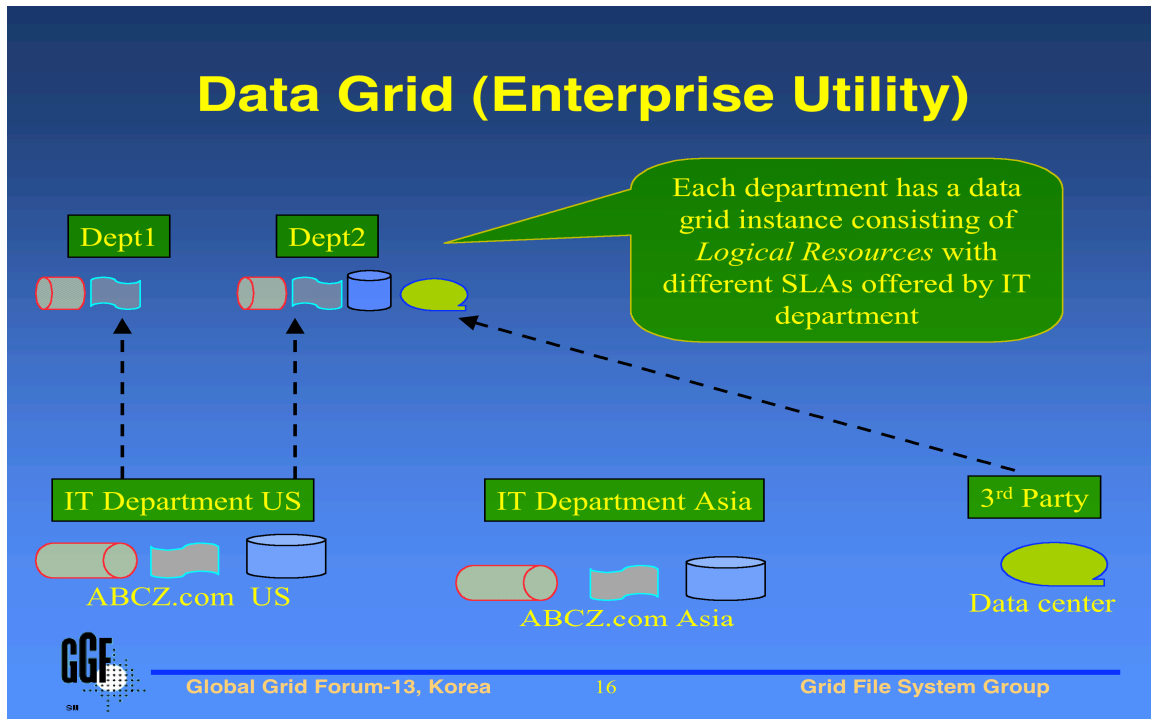 Data Grid (Enterprise Utility)
Each department has a data
grid instance consisting of
Logical Resources with
different SLAs offered by IT
department
Dept1
Dept2
IT Department US
IT Department Asia
3rd Party
ABCZ.com US
ABCZ.com Asia
Data center
GGF
SM
Global Grid Forum-13, Korea
16
Grid File System Group